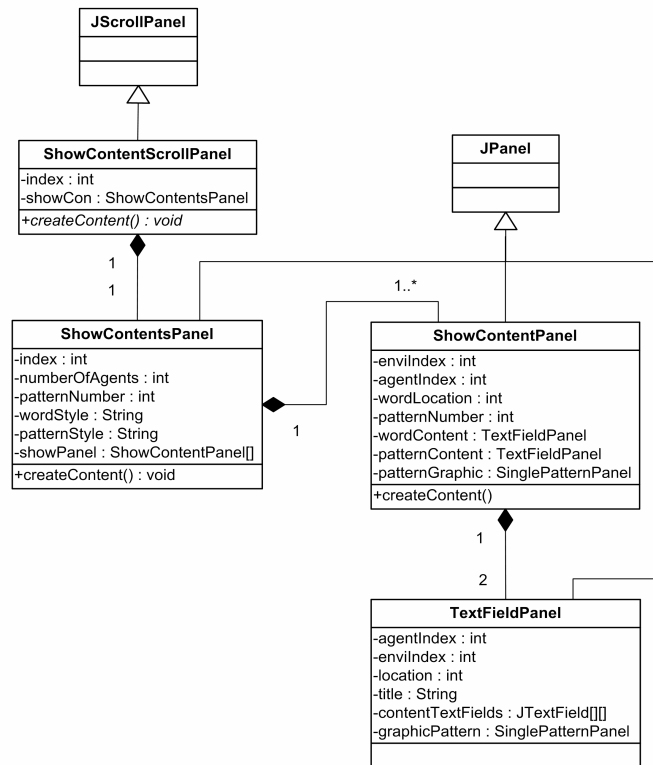 JScrollPanel
ShowContentScrollPanel
-index : int
-showCon : ShowContentsPanel
+createContent() : void
JPanel
1
1
1..*
ShowContentsPanel
-index : int
-numberOfAgents : int
-patternNumber : int
-wordStyle : String
-patternStyle : String
-showPanel : ShowContentPanel[]
+createContent() : void
1
ShowContentPanel
-enviIndex : int
-agentIndex : int
-wordLocation : int
-patternNumber : int
-wordContent : TextFieldPanel
-patternContent : TextFieldPanel
-patternGraphic : SinglePatternPanel
+createContent()
1
2
TextFieldPanel
-agentIndex : int
-enviIndex : int
-location : int
-title : String
-contentTextFields : JTextField[][]
-graphicPattern : SinglePatternPanel